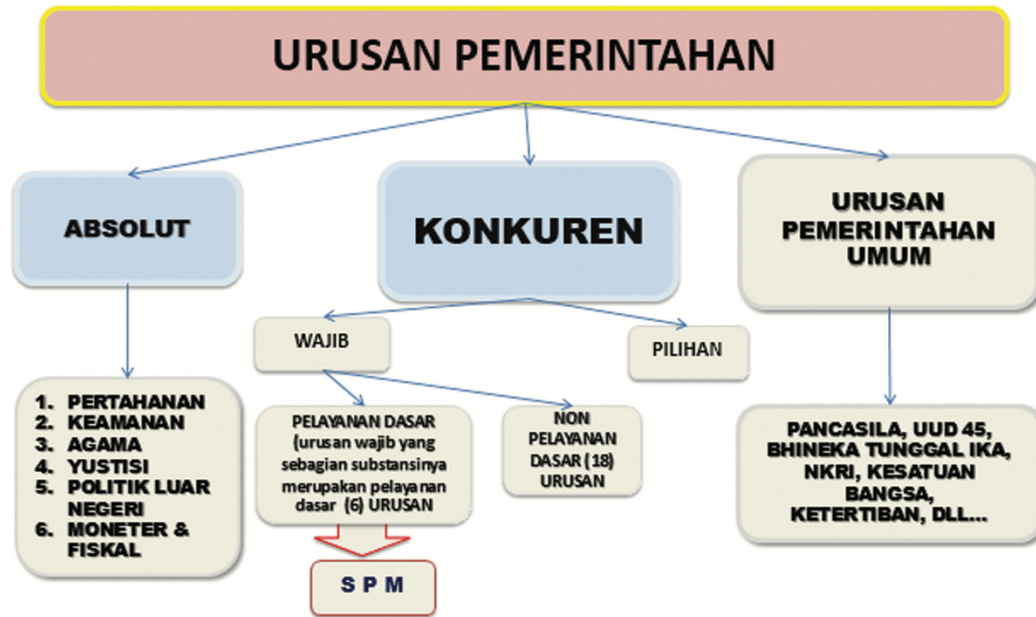 URUSAN PEMERINTAHAN
ABSOLUT
KONKUREN
URUSAN
PEMERINTAHAN
UMUM
WAJIB
PILIHAN
1. PERTAHANAN
2. KEAMANAN
3. AGAMA
4. YUSTISI
5. POLITIK LUAR
NEGERI
6. MONETER &
FISKAL
PELAYANAN DASAR
(urusan wajib yang
sebagian substansinya
merupakan pelayanan
dasar (6) URUSAN
NON
PELAYANAN
DASAR (18)
URUSAN
PANCASILA, UUD 45,
BHINEKA TUNGGAL IKA,
NKRI, KESATUAN
BANGSA,
KETERTIBAN, DLL...
S P M